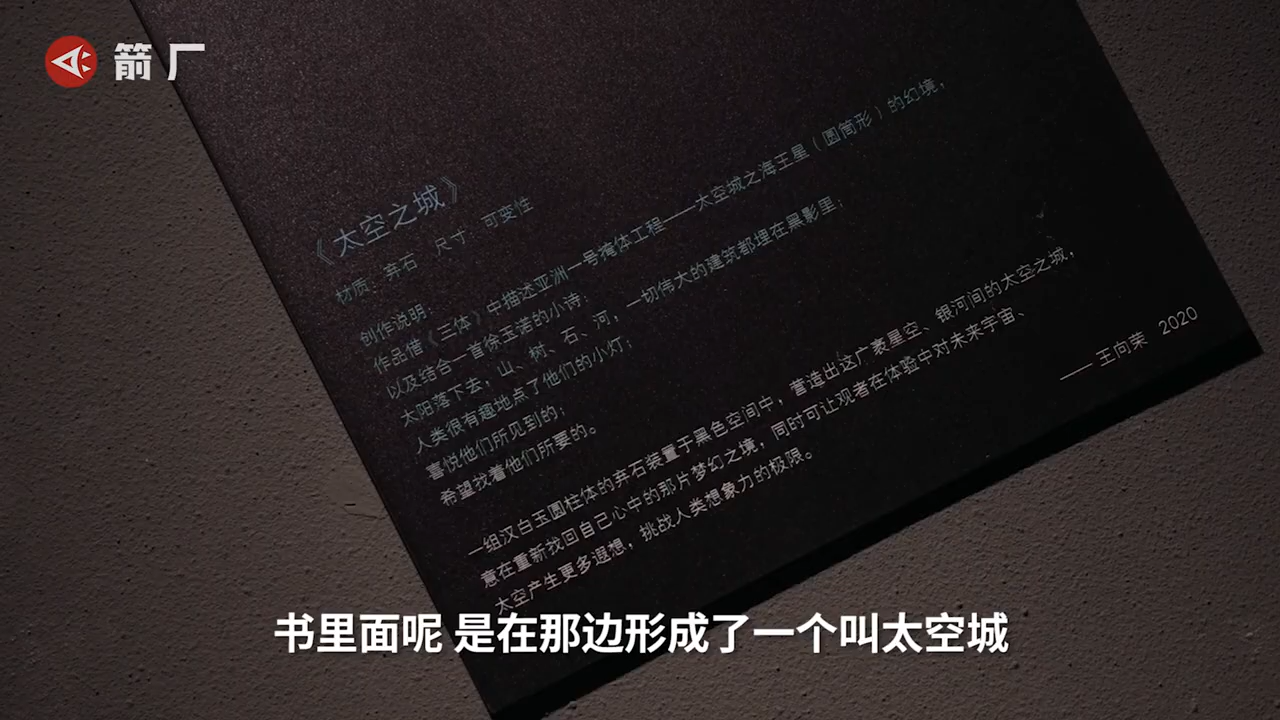 箭厂
《太空之城》
材质：弃石 尺寸：可变性
创作说明：
作品借《三体》中描述亚洲一号掩体工程——太空城之海王星（圆筒形）的幻境，
以及结合一首徐玉诺的小诗：
太阳落下去，山、树、石、河，一切伟大的建筑都埋在黑影里；
人类很有趣地点了他们的小灯；
喜悦他们所见到的；
希望找着他们所要的。
一组汉白玉圆柱体的弃石装置于黑色空间中，营造出这广袤星空、银河间的太空之城，
意在重新找回自己心中的那片梦幻之境，同时可让观者在体验中对未来宇宙、
太空产生更多遐想，挑战人类想象力的极限。
—— 王向荣 2020
书里面呢 是在那边形成了一个叫太空城